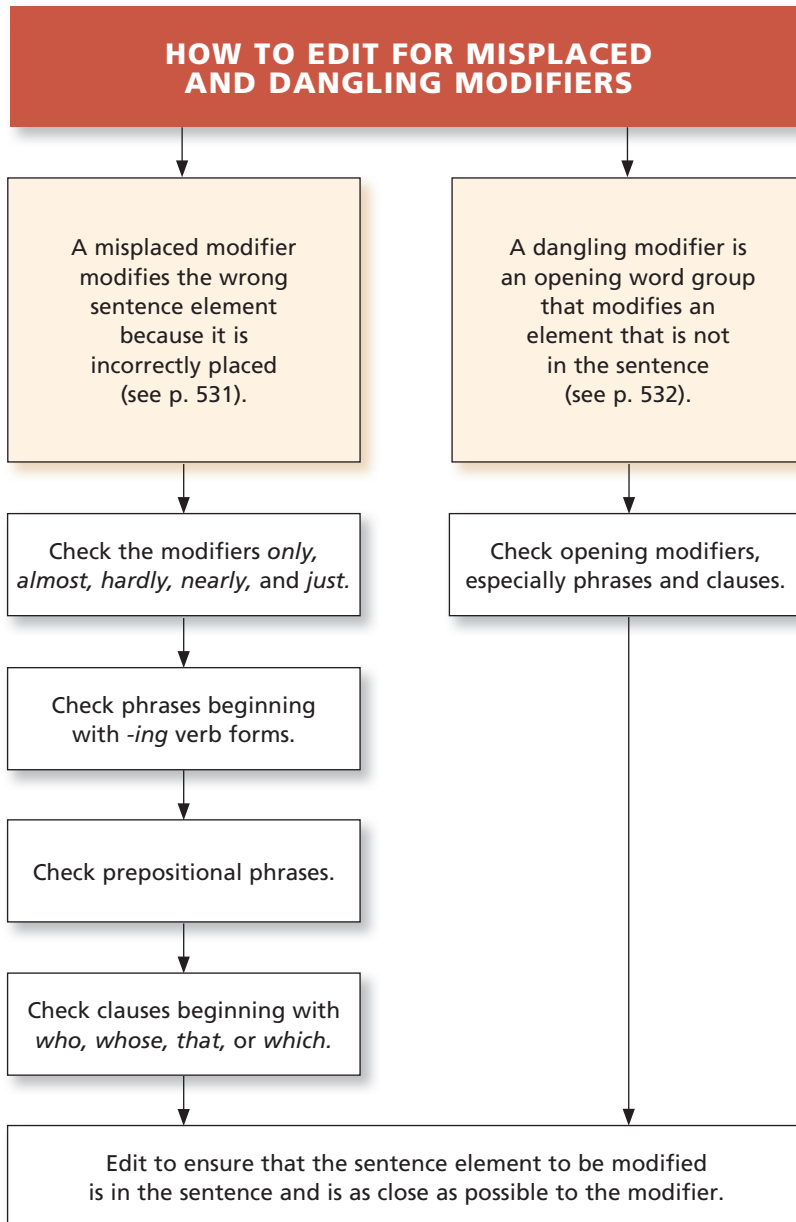 HOW TO EDIT FOR MISPLACED
AND DANGLING MODIFIERS
A misplaced modifier
modifies the wrong
sentence element
because it is
incorrectly placed
(see p. 531).
Check the modifiers only,
almost, hardly, nearly, and just.
Check phrases beginning
with -ing verb forms.
Check prepositional phrases.
Check clauses beginning with
who, whose, that, or which.
A dangling modifier is
an opening word group
that modifies an
element that is not
in the sentence
(see p. 532).
Check opening modifiers,
especially phrases and clauses.
Edit to ensure that the sentence element to be modified
is in the sentence and is as close as possible to the modifier.